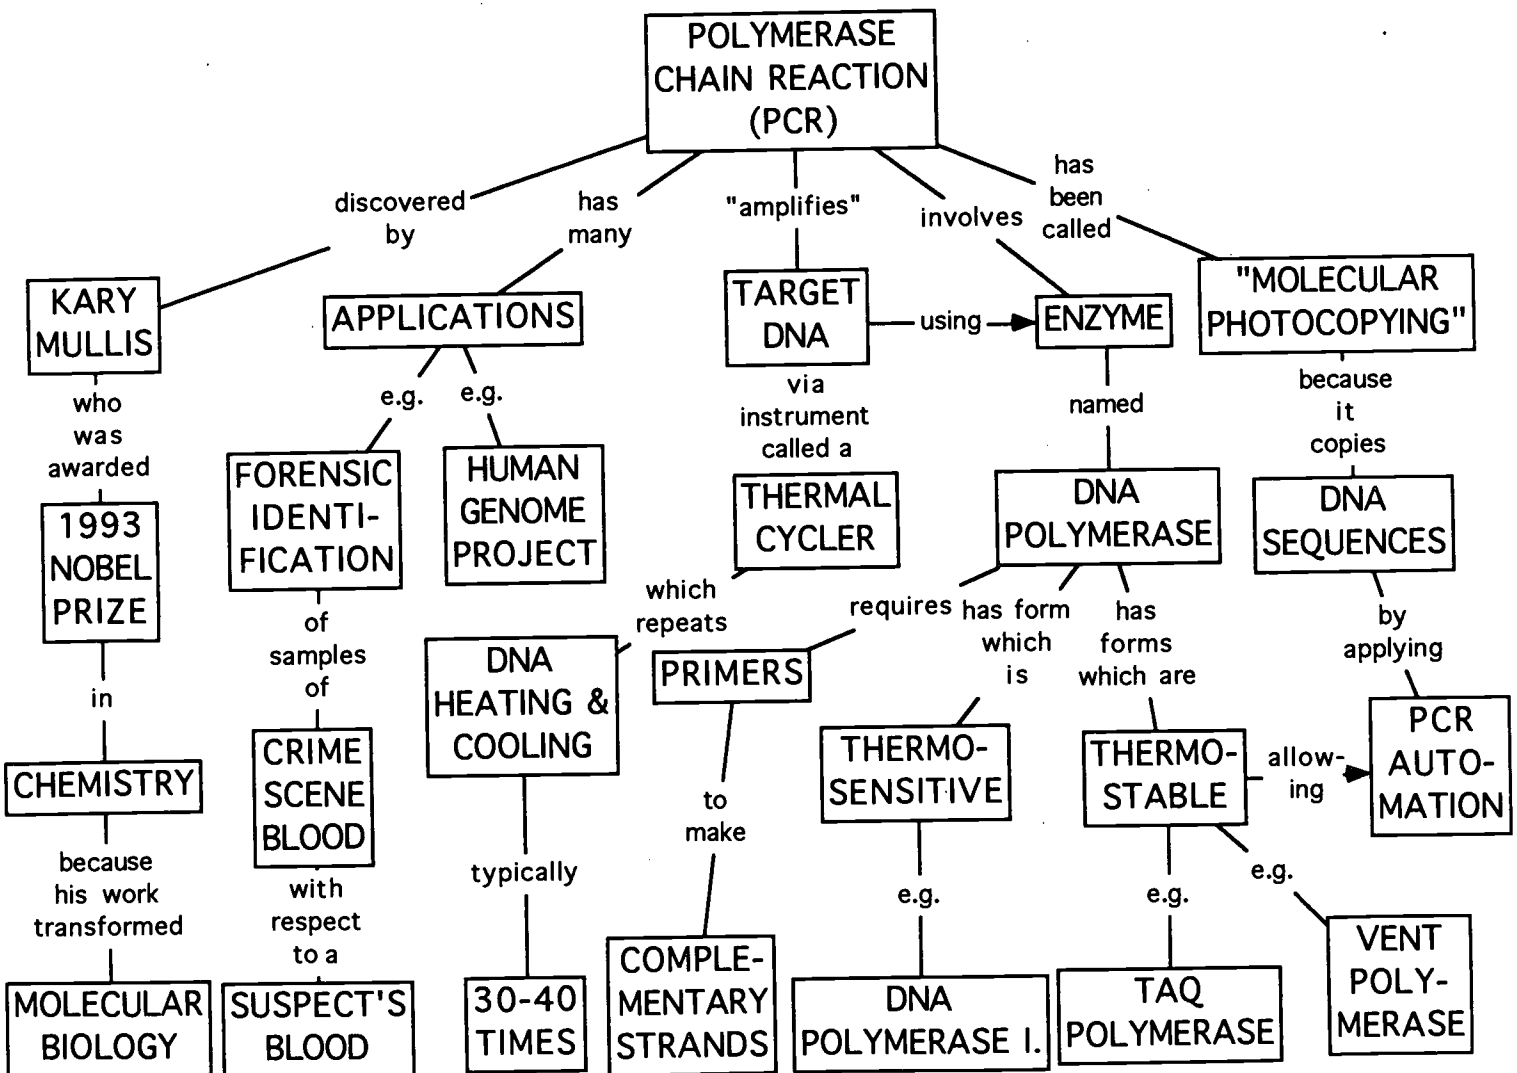 POLYMERASE
CHAIN REACTION
(PCR)
discovered
by
has
many
"amplifies"
involves
has
been
called
KARY
MULLIS
APPLICATIONS
TARGET
DNA
using
ENZYME
"MOLECULAR
PHOTOCOPYING"
who
was
awarded
e.g.
e.g.
via
instrument
called a
named
because
it
copies
1993
NOBEL
PRIZE
FORENSIC
IDENTI-
FICATION
HUMAN
GENOME
PROJECT
THERMAL
CYCLER
DNA
POLYMERASE
DNA
SEQUENCES
in
of
samples
of
which
repeats
requires
has form
which
is
has
forms
which are
by
applying
CHEMISTRY
CRIME
SCENE
BLOOD
DNA
HEATING &
COOLING
PRIMERS
THERMO-
SENSITIVE
THERMO-
STABLE
allow-
ing
PCR
AUTO-
MATION
because
his work
transformed
with
respect
to a
typically
to
make
e.g.
e.g.
e.g.
MOLECULAR
BIOLOGY
SUSPECT'S
BLOOD
30-40
TIMES
COMPLE-
MENTARY
STRANDS
DNA
POLYMERASE I.
TAQ
POLYMERASE
VENT
POLY-
MERASE